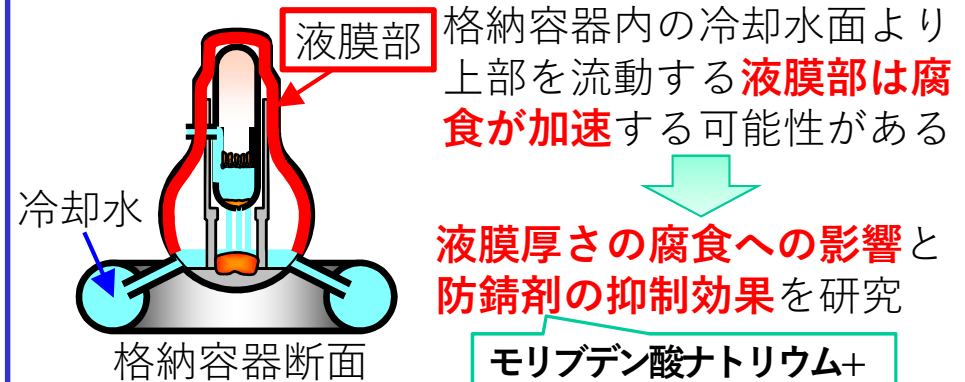 液膜部
格納容器内の冷却水面より
上部を流動する液膜部は腐
食が加速する可能性がある
冷却水
液膜厚さの腐食への影響と
防錆剤の抑制効果を研究
格納容器断面
モリブデン酸ナトリウム+